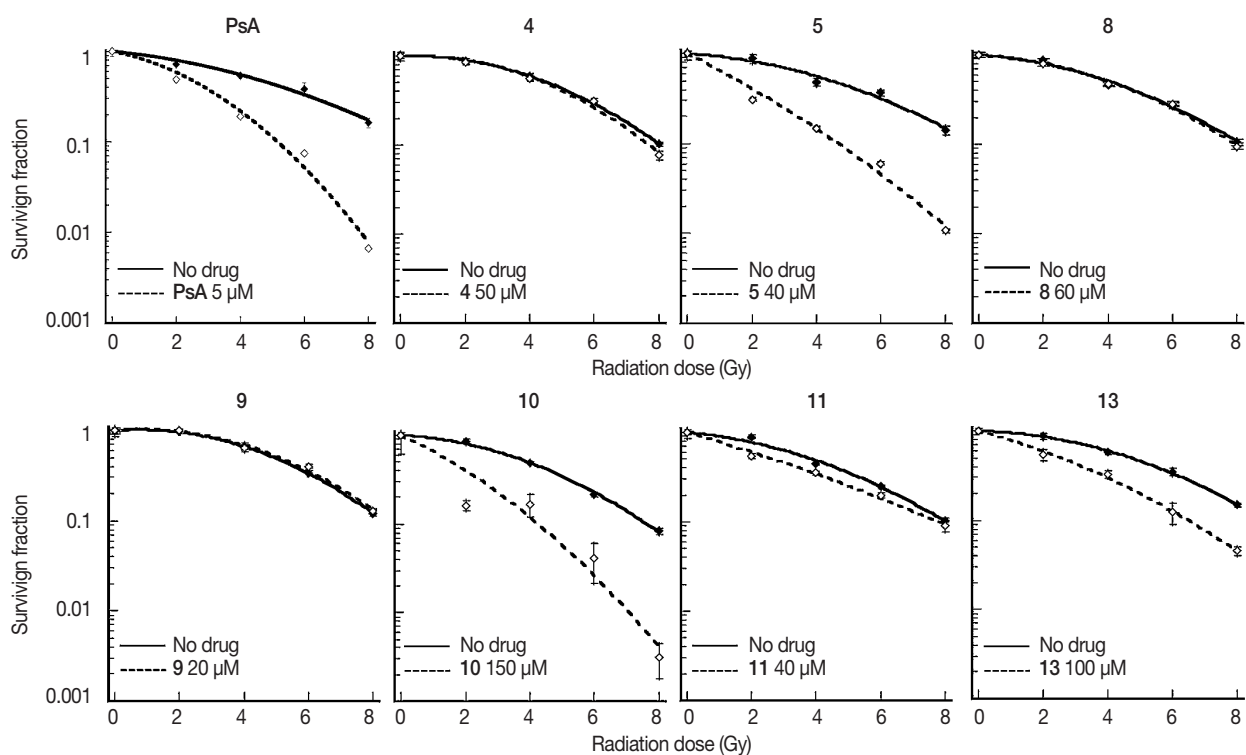 PsA 4 5 8
Survivign fraction
1
0.1
0.01
0.001
No drug
PsA 5 µM
No drug
4 50 µM
No drug
5 40 µM
No drug
8 60 µM
0 2 4 6 8 0 2 4 6 8 0 2 4 6 8 0 2 4 6 8
Radiation dose (Gy)
9 10 11 13
Survivign fraction
1
0.1
0.01
0.001
No drug
9 20 µM
No drug
10 150 µM
No drug
11 40 µM
No drug
13 100 µM
0 2 4 6 8 0 2 4 6 8 0 2 4 6 8 0 2 4 6 8
Radiation dose (Gy)